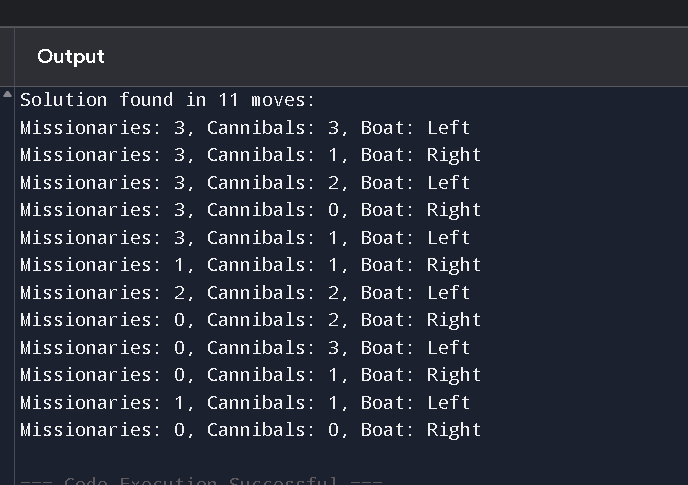 Output
Solution found in 11 moves:
Missionaries: 3, Cannibals: 3, Boat: Left
Missionaries: 3, Cannibals: 1, Boat: Right
Missionaries: 3, Cannibals: 2, Boat: Left
Missionaries: 3, Cannibals: 0, Boat: Right
Missionaries: 3, Cannibals: 1, Boat: Left
Missionaries: 1, Cannibals: 1, Boat: Right
Missionaries: 2, Cannibals: 2, Boat: Left
Missionaries: 0, Cannibals: 2, Boat: Right
Missionaries: 0, Cannibals: 3, Boat: Left
Missionaries: 0, Cannibals: 1, Boat: Right
Missionaries: 1, Cannibals: 1, Boat: Left
Missionaries: 0, Cannibals: 0, Boat: Right
=== Code Execution Successful ===